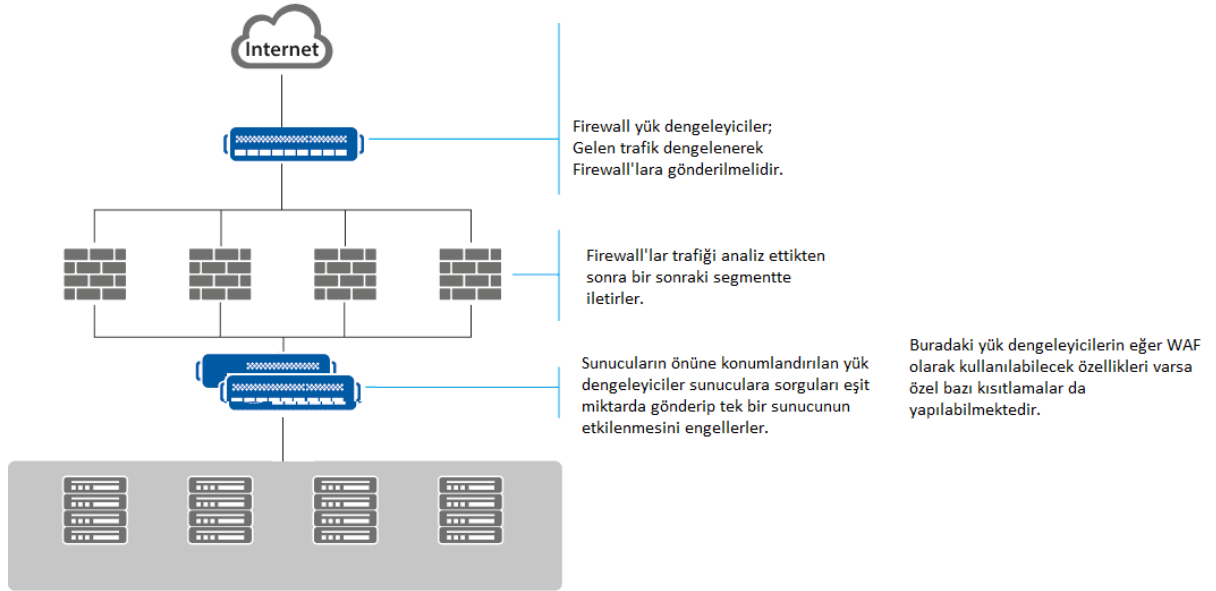 Internet
Firewall yük dengeleyiciler;
Gelen trafik dengelenerek
Firewall'lara gönderilmelidir.
Firewall'lar trafiği analiz ettikten
sonra bir sonraki segmentte
iletirler.
Sunucuların önüne konumlandırılan yük
dengeleyiciler sunuculara sorguları eşit
miktarda gönderip tek bir sunucunun
etkilenmesini engellerler.
Buradaki yük dengeleyicilerin eğer WAF
olarak kullanılabilecek özellikleri varsa
özel bazı kısıtlamalar da
yapılabilmektedir.